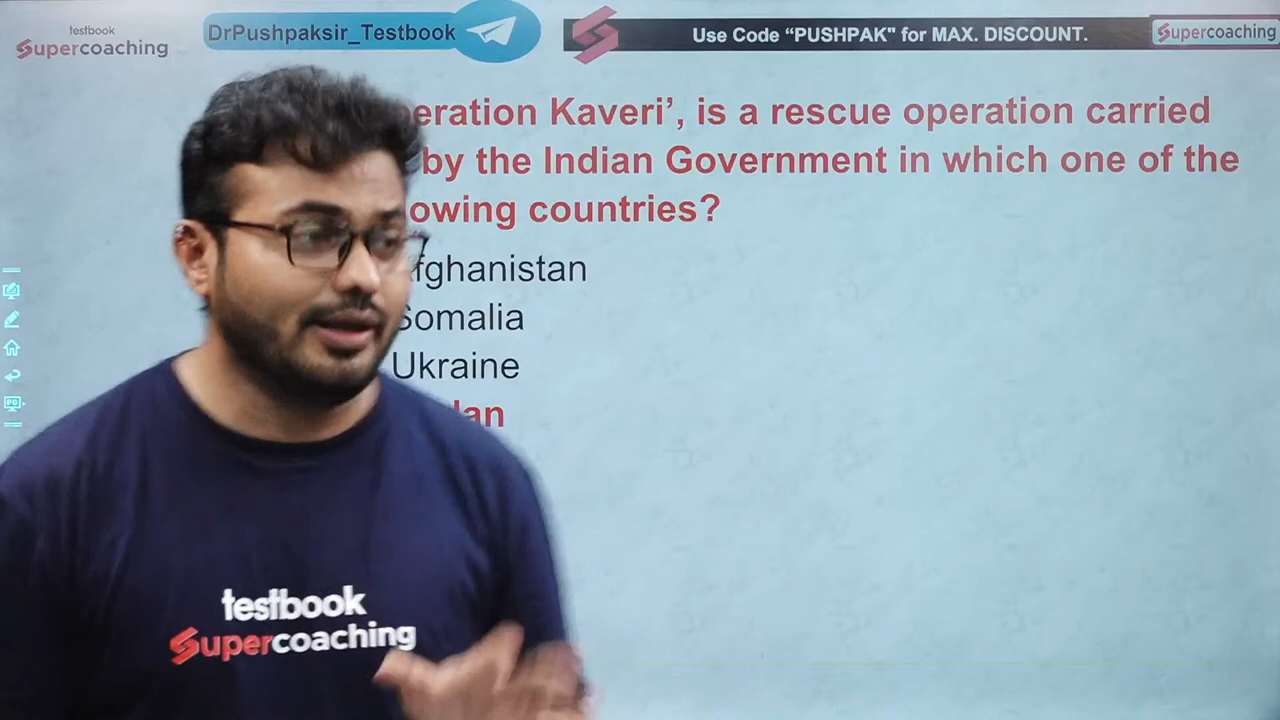 testbook
Supercoaching
DrPushpaksir_Testbook
Use Code “PUSHPAK" for MAX. DISCOUNT.
Supercoaching
eration Kaveri’, is a rescue operation carried
by the Indian Government in which one of the
owing countries?
fghanistan
Somalia
Ukraine
dan
testbook
Supercoaching